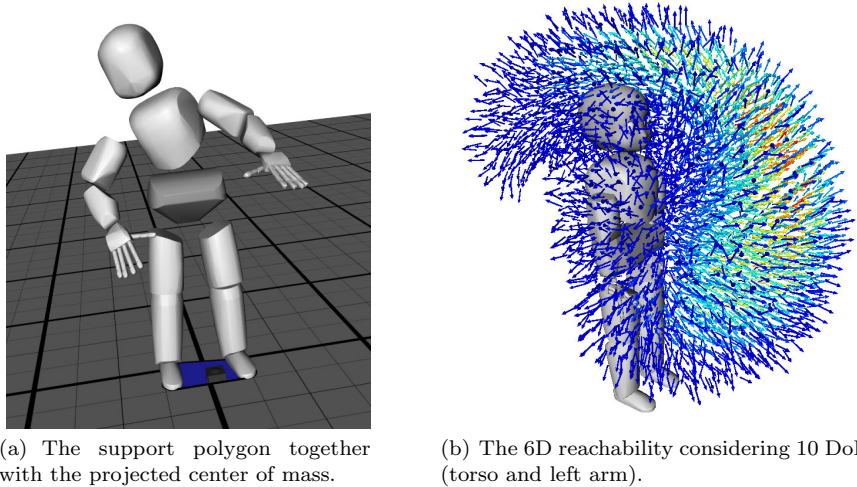 (a) The support polygon together
with the projected center of mass.
(b) The 6D reachability considering 10 DoF
(torso and left arm).